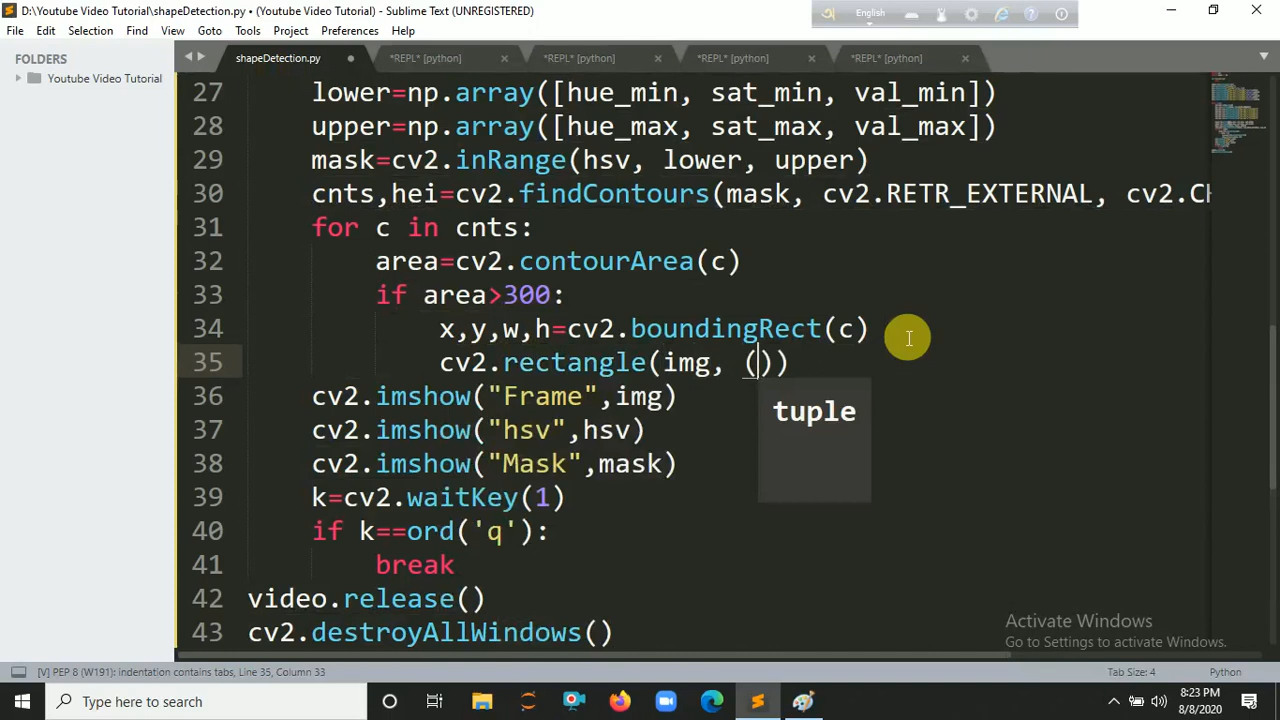 D:\Youtube Video Tutorial\shapeDetection.py • (Youtube Video Tutorial) - Sublime Text (UNREGISTERED)
English
File Edit Selection Find View Goto Tools Project Preferences Help
FOLDERS
Youtube Video Tutorial
shapeDetection.py
*REPL* [python]
*REPL* [python]
*REPL* [python]
*REPL* [python]
27 lower=np.array([hue_min, sat_min, val_min])
28 upper=np.array([hue_max, sat_max, val_max])
29 mask=cv2.inRange(hsv, lower, upper)
30 cnts,hei=cv2.findContours(mask, cv2.RETR_EXTERNAL, cv2.CH
31 for c in cnts:
32 area=cv2.contourArea(c)
33 if area>300:
34 x,y,w,h=cv2.boundingRect(c)
35 cv2.rectangle(img, ())
tuple
36 cv2.imshow("Frame",img)
37 cv2.imshow("hsv",hsv)
38 cv2.imshow("Mask",mask)
39 k=cv2.waitKey(1)
40 if k==ord('q'):
41 break
42 video.release()
43 cv2.destroyAllWindows()
Activate Windows
Go to Settings to activate Windows.
[V] PEP 8 (W191): indentation contains tabs, Line 35, Column 33
Tab Size: 4
Python
Type here to search
8:23 PM
8/8/2020